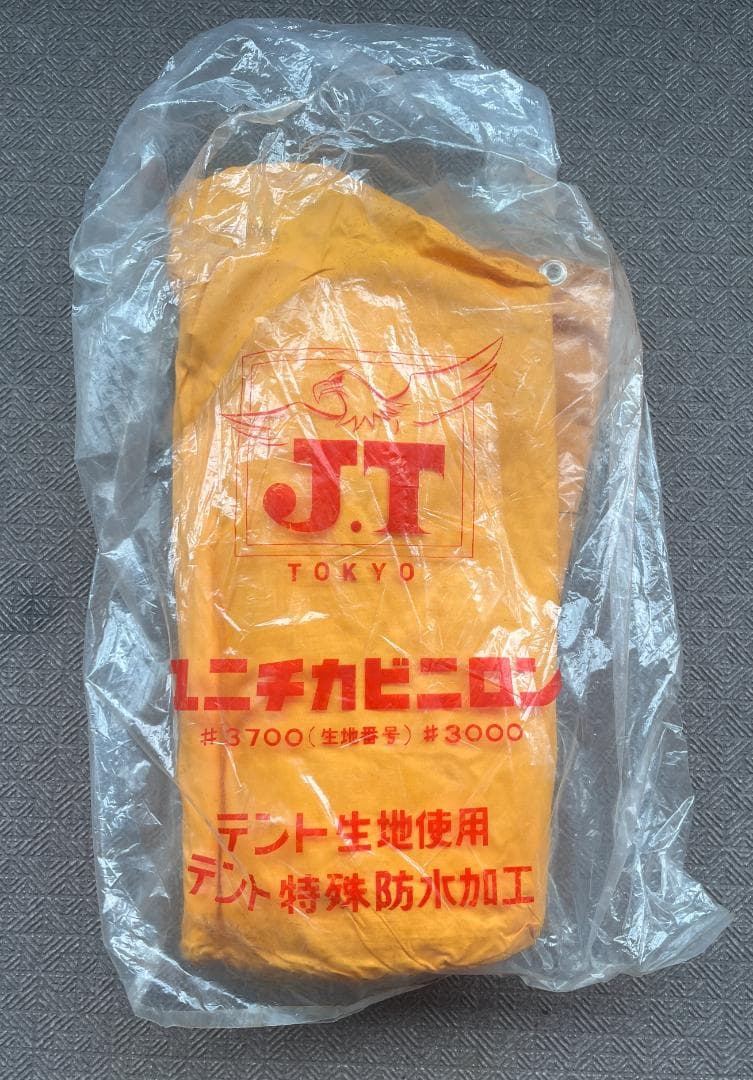 J.T
TOKYO
ユニチカビニロン
#3700(生地番号)#3000
テント生地使用
テント特殊防水加工